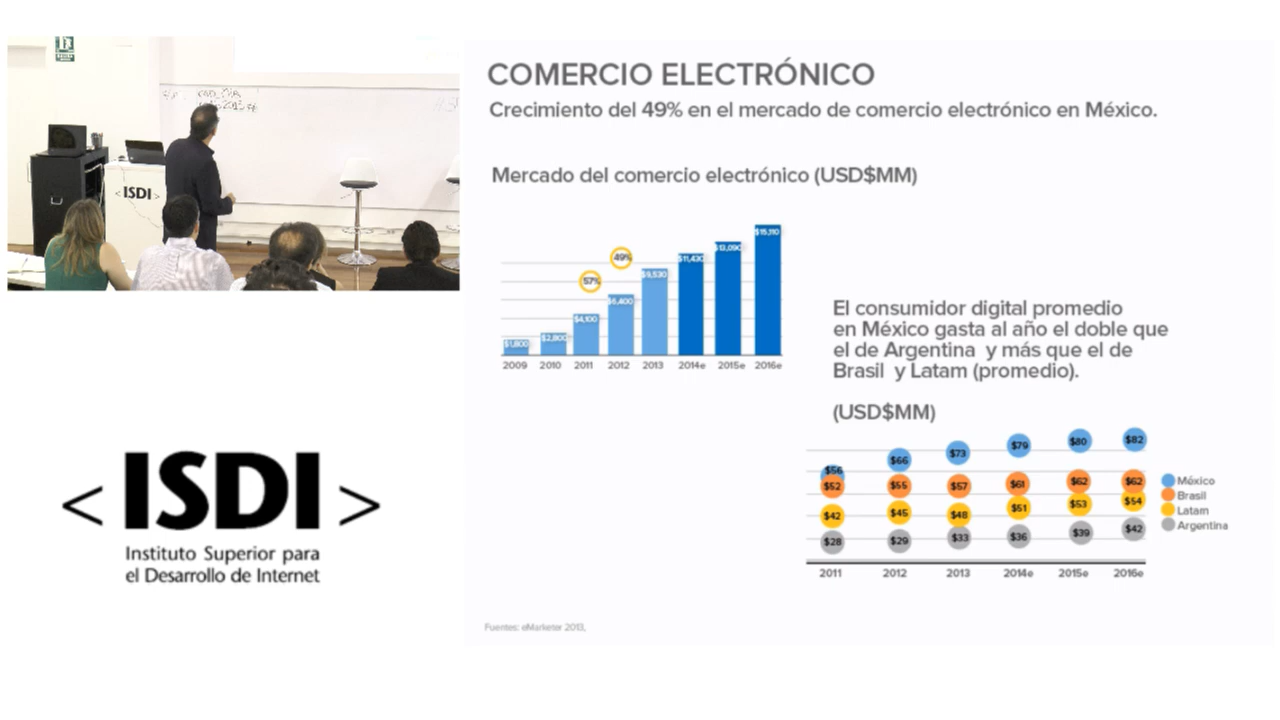 COMERCIO ELECTRÓNICO
Crecimiento del 49% en el mercado de comercio electrónico en México.
Mercado del comercio electrónico (USD$MM)
$1,800 $2,800 $4,100 $6,400 $9,530 $11,430 $13,090 $15,110
57% 49%
2009 2010 2011 2012 2013 2014e 2015e 2016e
El consumidor digital promedio
en México gasta al año el doble que
el de Argentina y más que el de
Brasil y Latam (promedio).
(USD$MM)
$56 $66 $73 $79 $80 $82
$52 $55 $57 $61 $62 $62
$42 $45 $48 $51 $53 $54
$28 $29 $33 $36 $39 $42
2011 2012 2013 2014e 2015e 2016e
México
Brasil
Latam
Argentina
Fuentes: eMarketer 2013,
<ISDI>
< ISDI >
Instituto Superior para
el Desarrollo de Internet